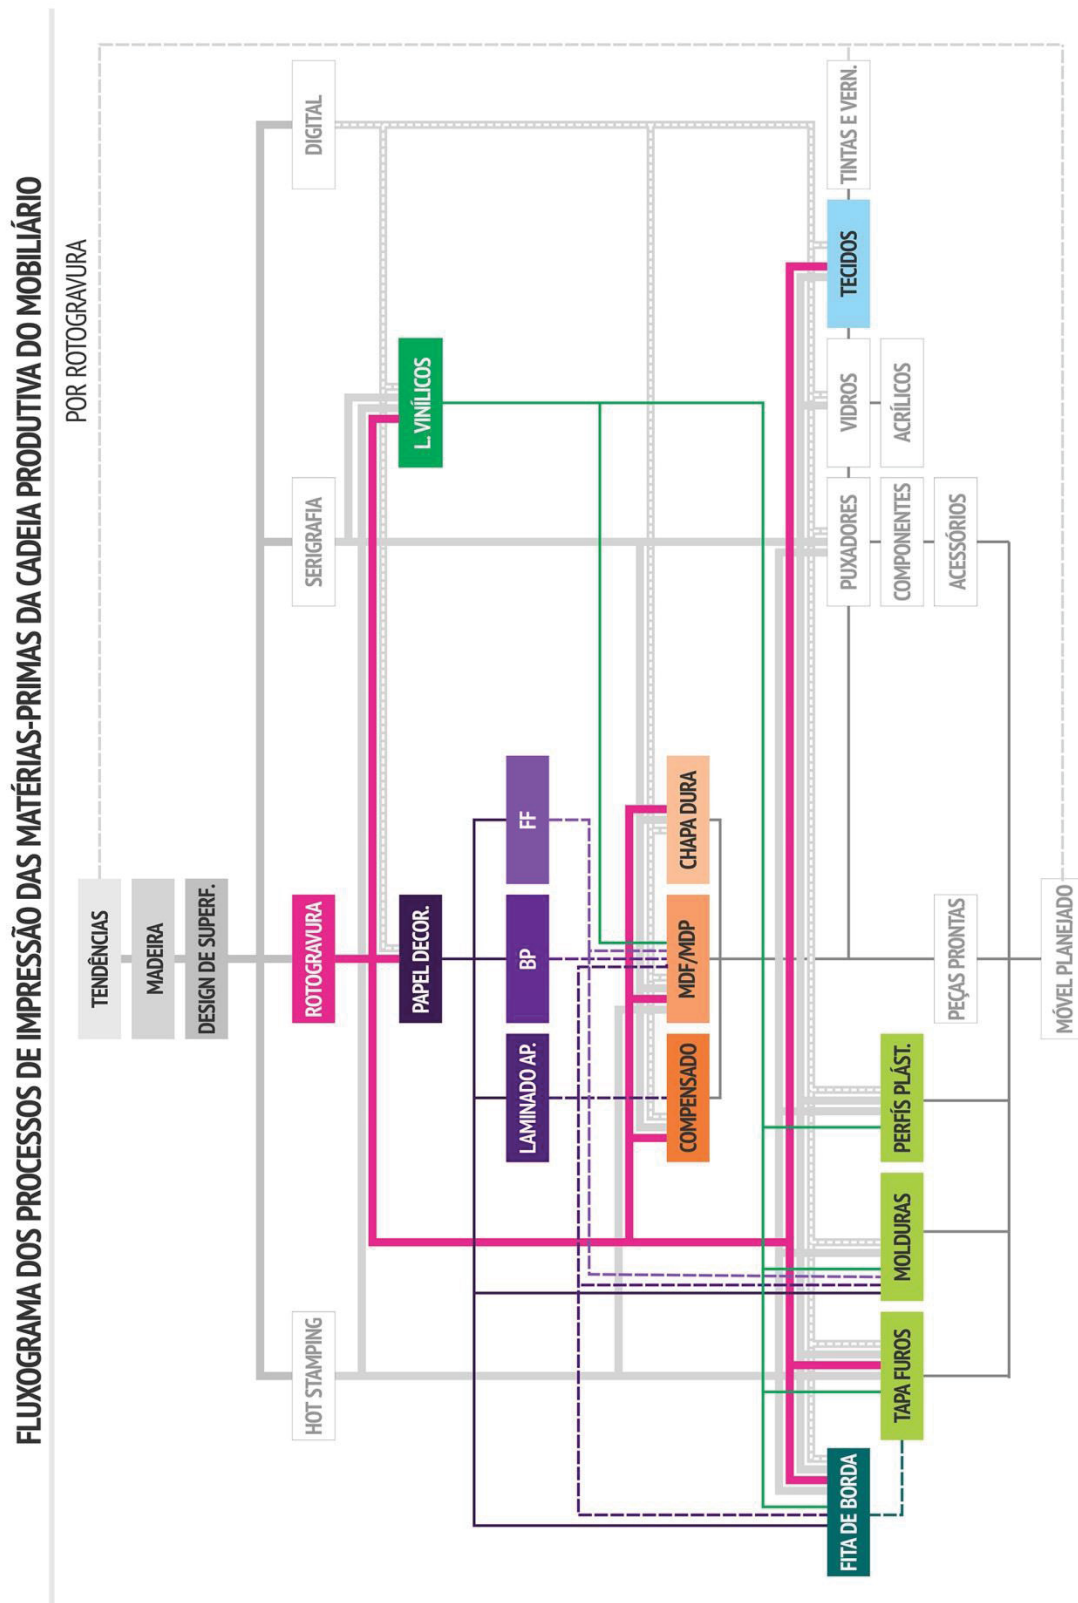 FLUXOGRAMA DOS PROCESSOS DE IMPRESSÃO DAS MATÉRIAS-PRIMAS DA CADEIA PRODUTIVA DO MOBILIÁRIO
POR ROTOGRAVURA
TENDÊNCIAS
MADEIRA
DESIGN DE SUPERF.
HOT STAMPING
ROTOGRAVURA
SERIGRAFIA
DIGITAL
PAPEL DECOR.
L. VINÍLICOS
LAMINADO AP.
BP
FF
COMPENSADO
MDF/MDP
CHAPA DURA
FITA DE BORDA
PUXADORES
VIDROS
TECIDOS
TINTAS E VERN.
TAPA FUROS
MOLDURAS
PERFÍS PLÁST.
COMPONENTES
ACRÍLICOS
PEÇAS PRONTAS
ACESSÓRIOS
MÓVEL PLANEJADO